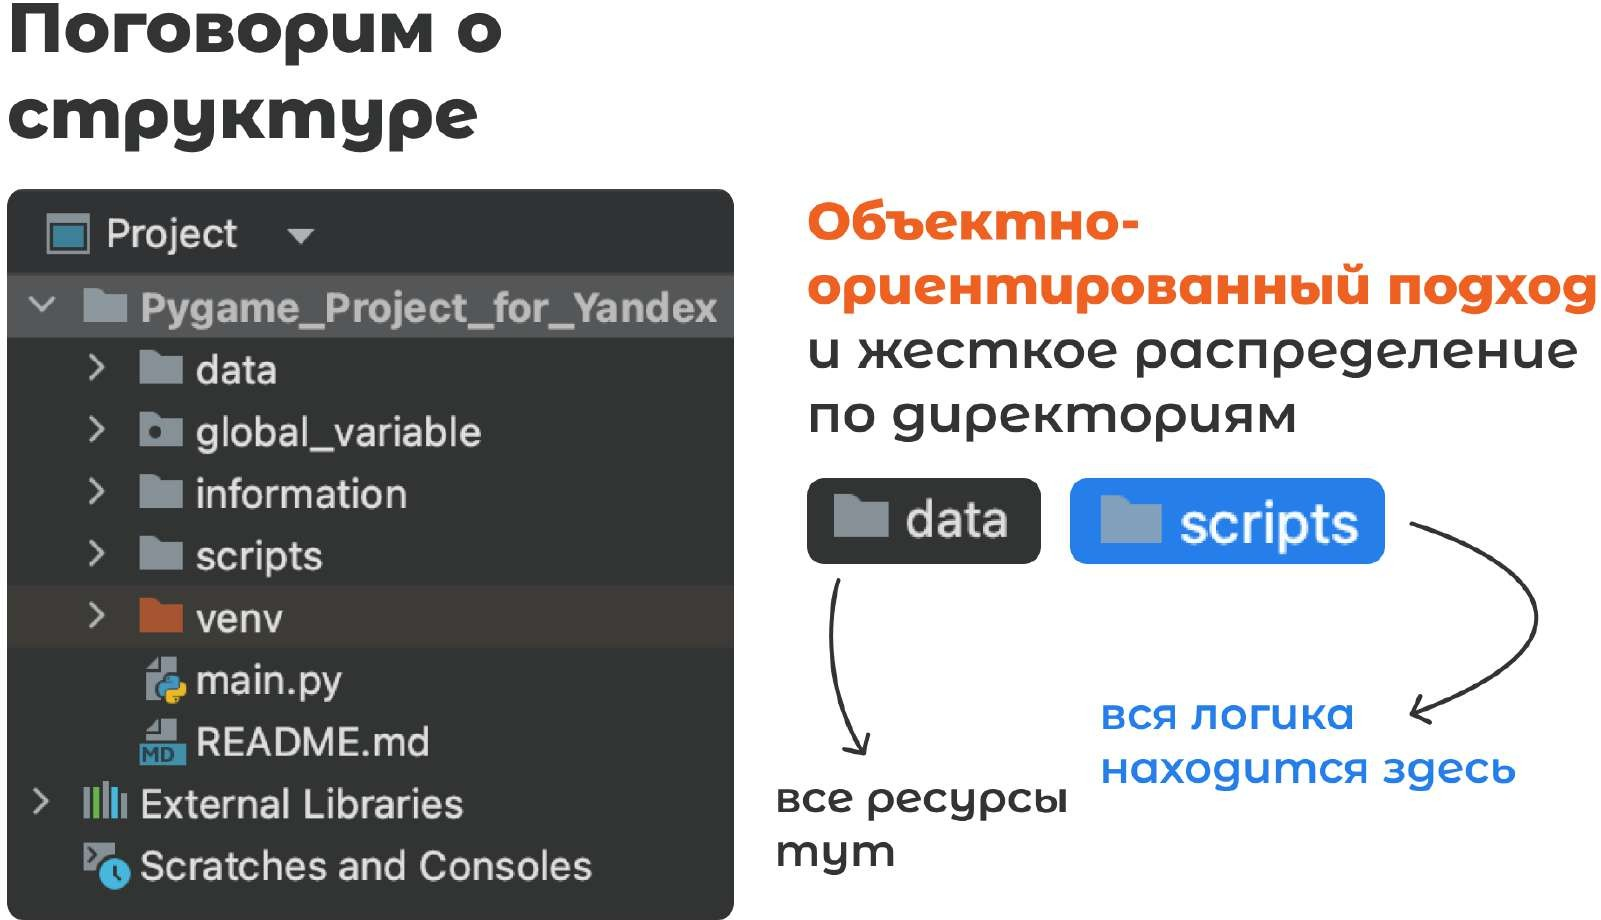 Поговорим о
структуре
Project
Pygame_Project_for_Yandex
data
global_variable
information
scripts
venv
main.py
MD README.md
External Libraries
Scratches and Consoles
Объектно-
ориентированный подход
и жесткое распределение
по директориям
data
scripts
вся логика
находится здесь
все ресурсы
тут